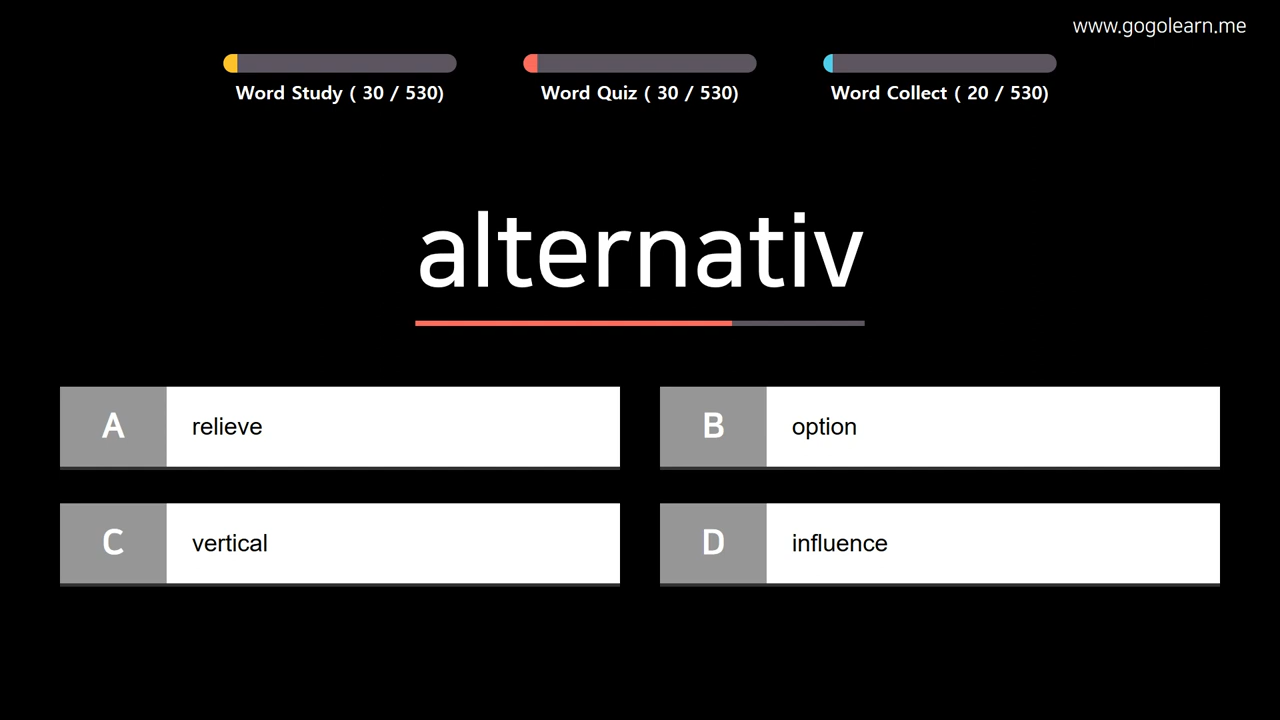 www.gogolearn.me
Word Study ( 30 / 530)
Word Quiz ( 30 / 530)
Word Collect ( 20 / 530)
alternativ
A relieve
B option
C vertical
D influence